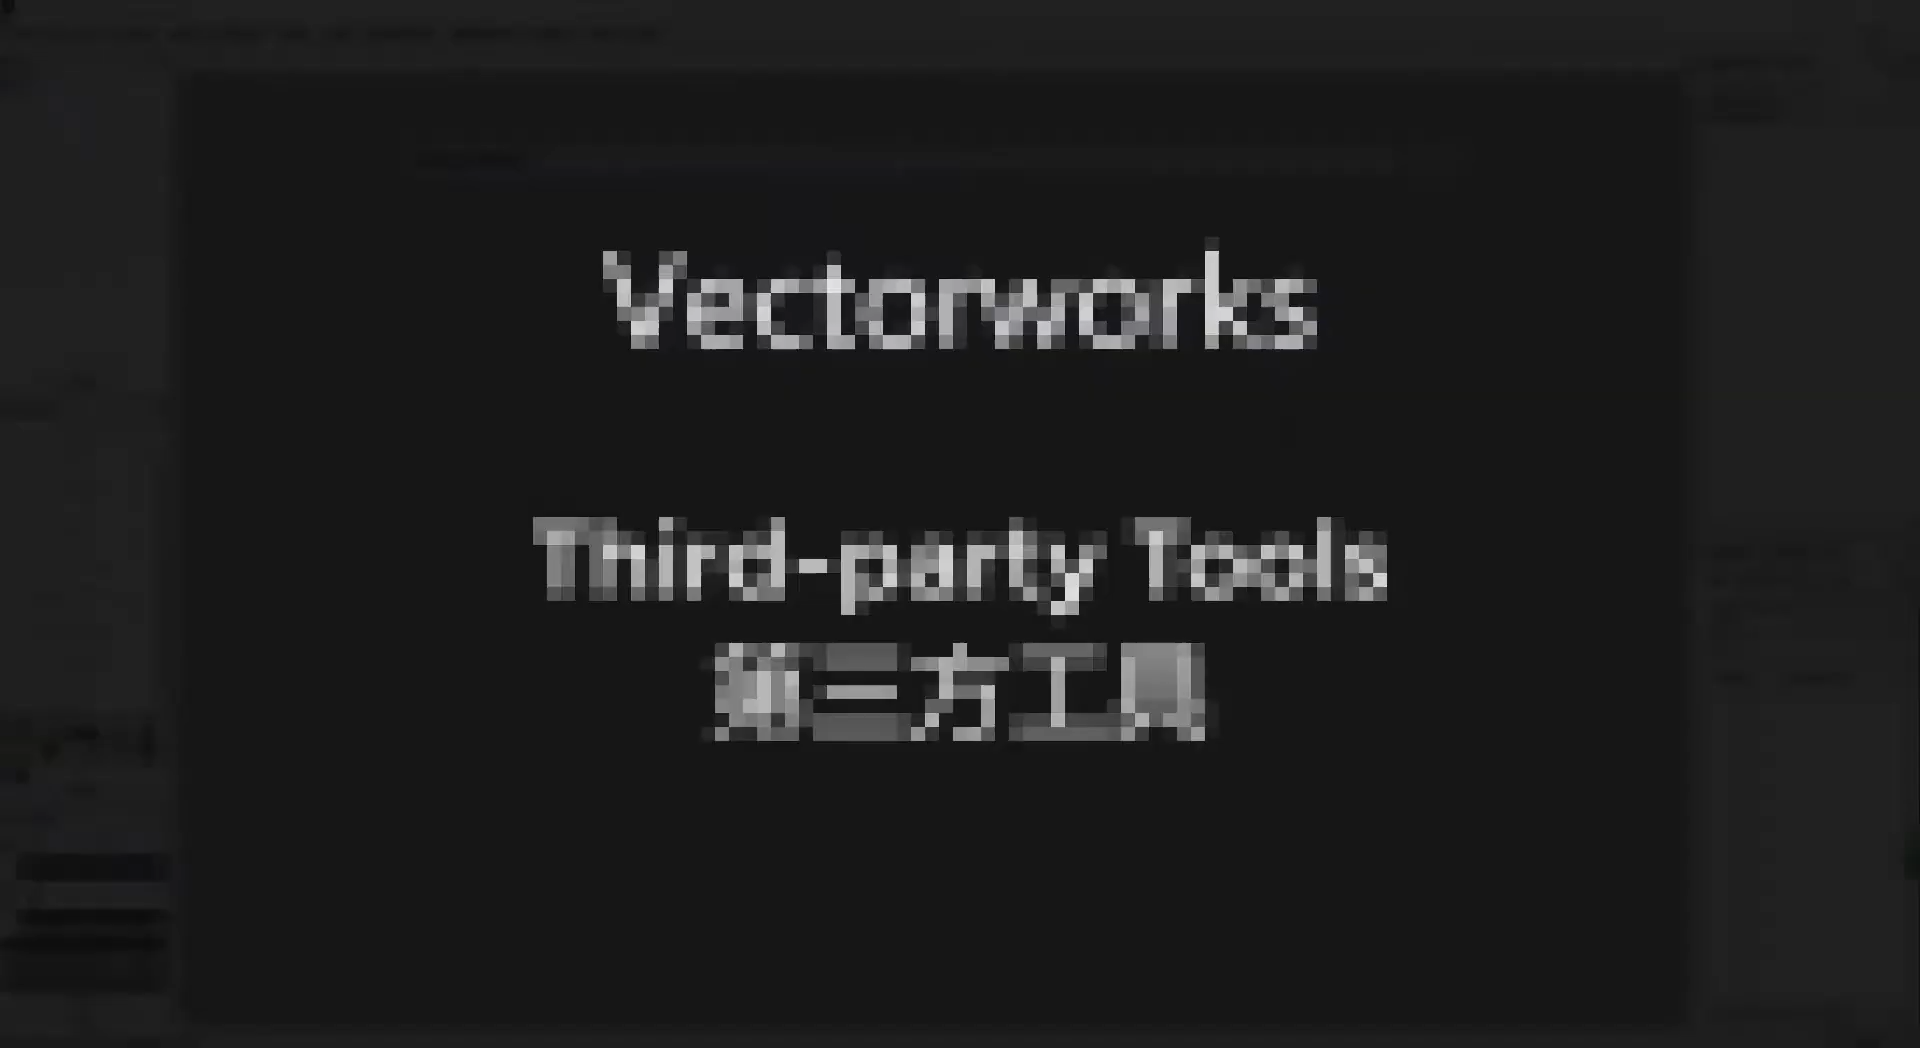 Vectorworks
Third-party Tools
第三方工具